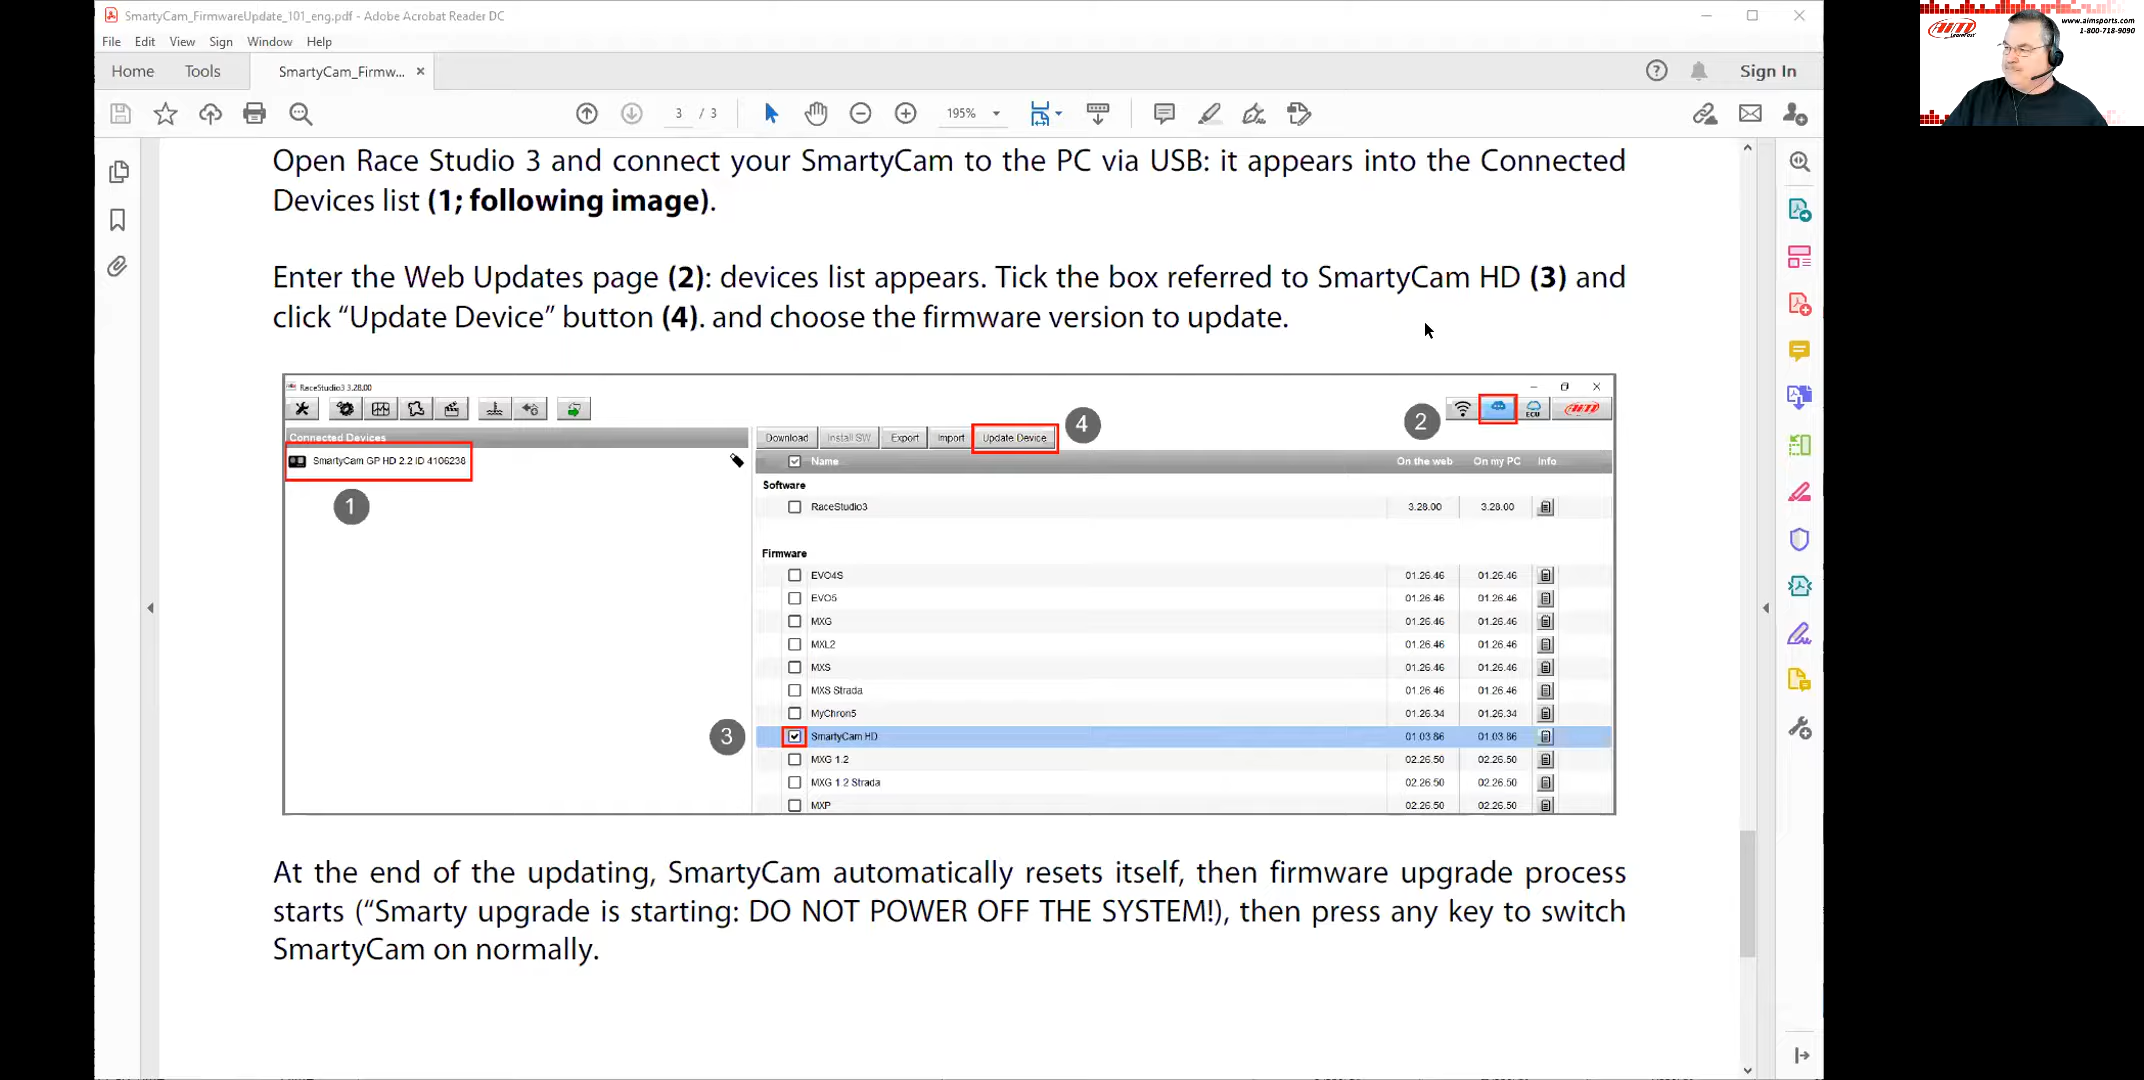 SmartyCam_FirmwareUpdate_101_eng.pdf - Adobe Acrobat Reader DC
File Edit View Sign Window Help
Home Tools SmartyCam_Firmw... Sign In
3 / 3 195%
www.aimsports.com
1-800-718-9090
Open Race Studio 3 and connect your SmartyCam to the PC via USB: it appears into the Connected
Devices list (1; following image).
Enter the Web Updates page (2): devices list appears. Tick the box referred to SmartyCam HD (3) and
click “Update Device” button (4). and choose the firmware version to update.
RaceStudio3 3.28.00
ECU AiM
2
4
Connected Devices
Download Install SW Export Import Update Device
SmartyCam GP HD 2.2 ID 4106238
1
Name On the web On my PC Info
Software
RaceStudio3 3.28.00 3.28.00
Firmware
EVO4S 01.26.46 01.26.46
EVO5 01.26.46 01.26.46
MXG 01.26.46 01.26.46
MXL2 01.26.46 01.26.46
MXS 01.26.46 01.26.46
MXS Strada 01.26.46 01.26.46
MyChron5 01.26.34 01.26.34
3 SmartyCam HD 01.03.86 01.03.86
MXG 1.2 02.26.50 02.26.50
MXG 1 2 Strada 02.26.50 02.26.50
MXP 02.26.50 02.26.50
At the end of the updating, SmartyCam automatically resets itself, then firmware upgrade process
starts (“Smarty upgrade is starting: DO NOT POWER OFF THE SYSTEM!), then press any key to switch
SmartyCam on normally.